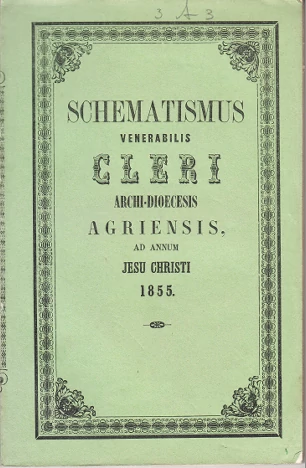 3 A 3
SCHEMATISMUS
VENERABILIS
CLERI
ARCHI-DIOECESIS
AGRIENSIS,
AD ANNUM
JESU CHRISTI
1855.